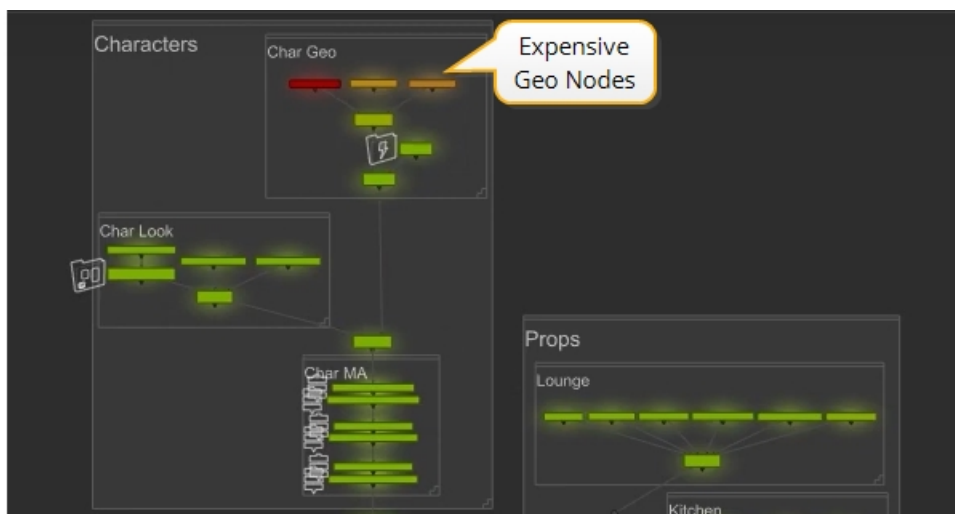 Characters
Char Geo
Expensive
Geo Nodes
Char Look
Char MA
Props
Lounge
Kitchen